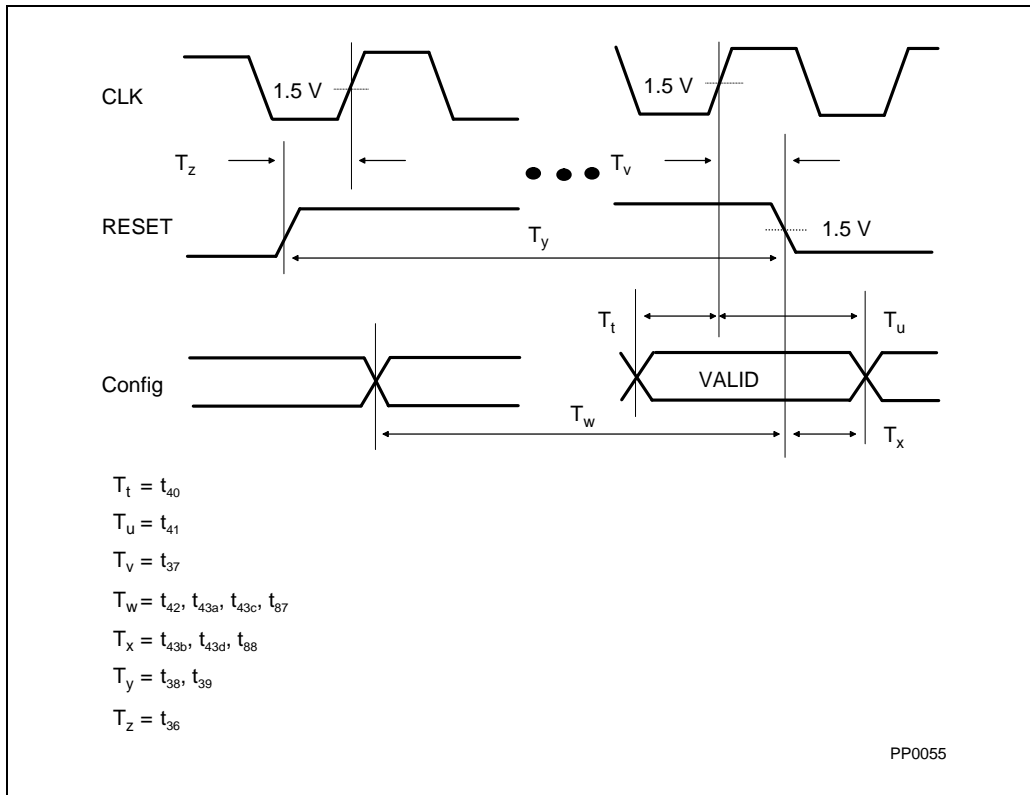 CLK
1.5 V
1.5 V
Tz
Tv
RESET
Ty
1.5 V
Tt
Tu
Config
VALID
Tw
Tx
Tt = t40
Tu = t41
Tv = t37
Tw = t42, t43a, t43c, t87
Tx = t43b, t43d, t88
Ty = t38, t39
Tz = t36
PP0055